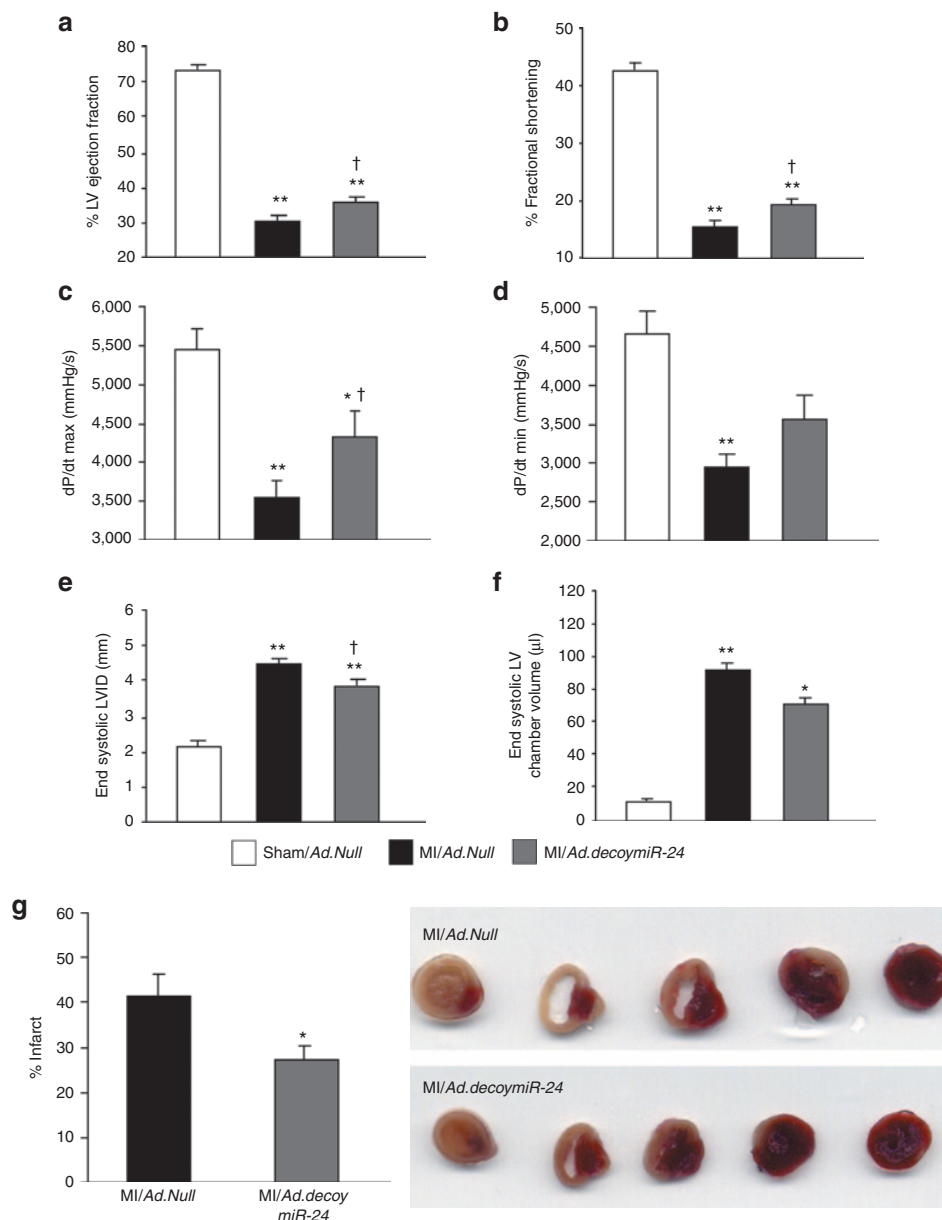 a
% LV ejection fraction
80
70
60
50
40
30
20
**
†
**
b
% Fractional shortening
50
40
30
20
10
**
†
**
c
dP/dt max (mmHg/s)
6,000
5,500
5,000
4,500
4,000
3,500
3,000
**
* †
d
dP/dt min (mmHg/s)
5,000
4,500
4,000
3,500
3,000
2,500
2,000
**
e
End systolic LVID (mm)
6
5
4
3
2
1
0
**
†
**
f
End systolic LV
chamber volume (µl)
120
100
80
60
40
20
0
**
*
Sham/Ad.Null MI/Ad.Null MI/Ad.decoymiR-24
g
% Infarct
60
50
40
30
20
10
0
*
MI/Ad.Null
MI/Ad.decoy
miR-24
MI/Ad.Null
MI/Ad.decoymiR-24